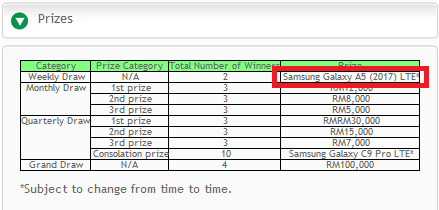 Prizes
Category Prize Category Total Number of Winners Prize
Weekly Draw N/A 2 Samsung Galaxy A5 (2017) LTE*
Monthly Draw 1st prize 3 RM12,000
2nd prize 3 RM8,000
3rd prize 3 RM5,000
Quarterly Draw 1st prize 3 RMRM30,000
2nd prize 3 RM15,000
3rd prize 3 RM7,000
Consolation prize 10 Samsung Galaxy C9 Pro LTE*
Grand Draw N/A 4 RM100,000
*Subject to change from time to time.